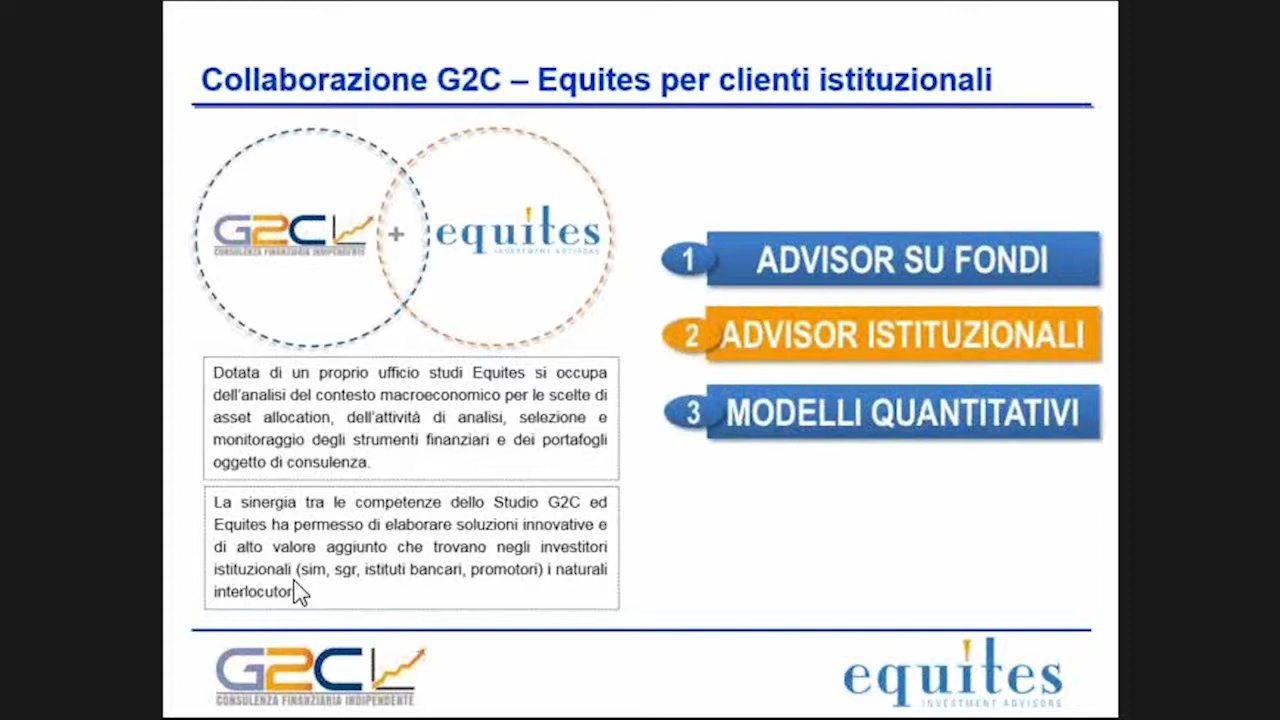 Collaborazione G2C – Equites per clienti istituzionali
G2C
CONSULENZA FINANZIARIA INDIPENDENTE
+
equites
INVESTMENT ADVISORS
Dotata di un proprio ufficio studi Equites si occupa
dell'analisi del contesto macroeconomico per le scelte di
asset allocation, dell'attività di analisi, selezione e
monitoraggio degli strumenti finanziari e dei portafogli
oggetto di consulenza.
La sinergia tra le competenze dello Studio G2C ed
Equites ha permesso di elaborare soluzioni innovative e
di alto valore aggiunto che trovano negli investitori
istituzionali (sim, sgr, istituti bancari, promotori) i naturali
interlocutor
1 ADVISOR SU FONDI
2 ADVISOR ISTITUZIONALI
3 MODELLI QUANTITATIVI
G2C
CONSULENZA FINANZIARIA INDIPENDENTE
equites
INVESTMENT ADVISORS